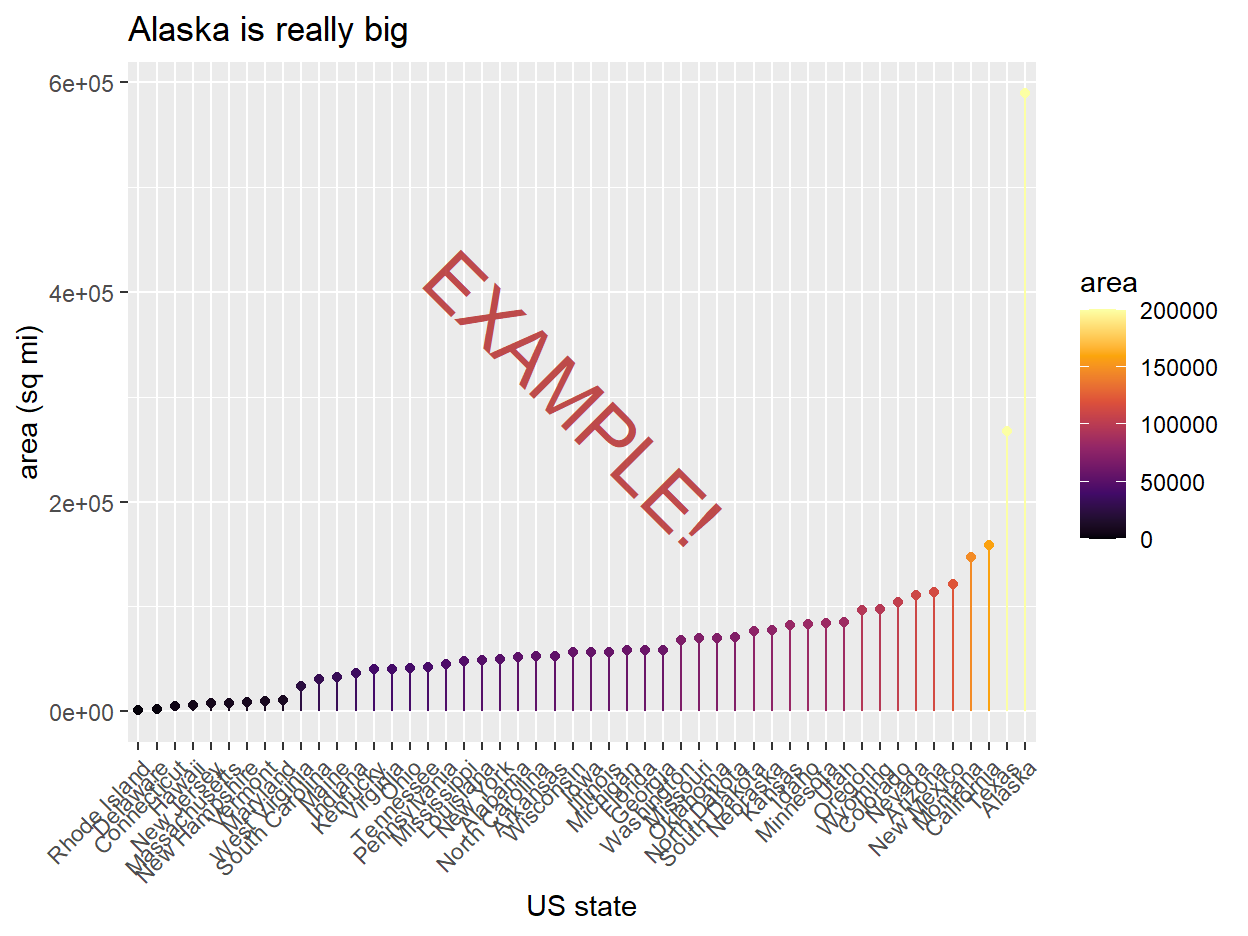 Alaska is really big
6e+05
4e+05
2e+05
0e+00
area (sq mi)
EXAMPLE!
area
200000
150000
100000
50000
0
Rhode Island
Delaware
Connecticut
Hawaii
New Jersey
Massachusetts
New Hampshire
Vermont
Maryland
West Virginia
South Carolina
Maine
Indiana
Kentucky
Virginia
Ohio
Tennessee
Pennsylvania
Mississippi
Louisiana
New York
Alabama
North Carolina
Arkansas
Wisconsin
Iowa
Illinois
Michigan
Florida
Georgia
Washington
Missouri
Oklahoma
North Dakota
South Dakota
Nebraska
Kansas
Idaho
Minnesota
Utah
Oregon
Wyoming
Colorado
Nevada
Arizona
New Mexico
Montana
California
Texas
Alaska
US state